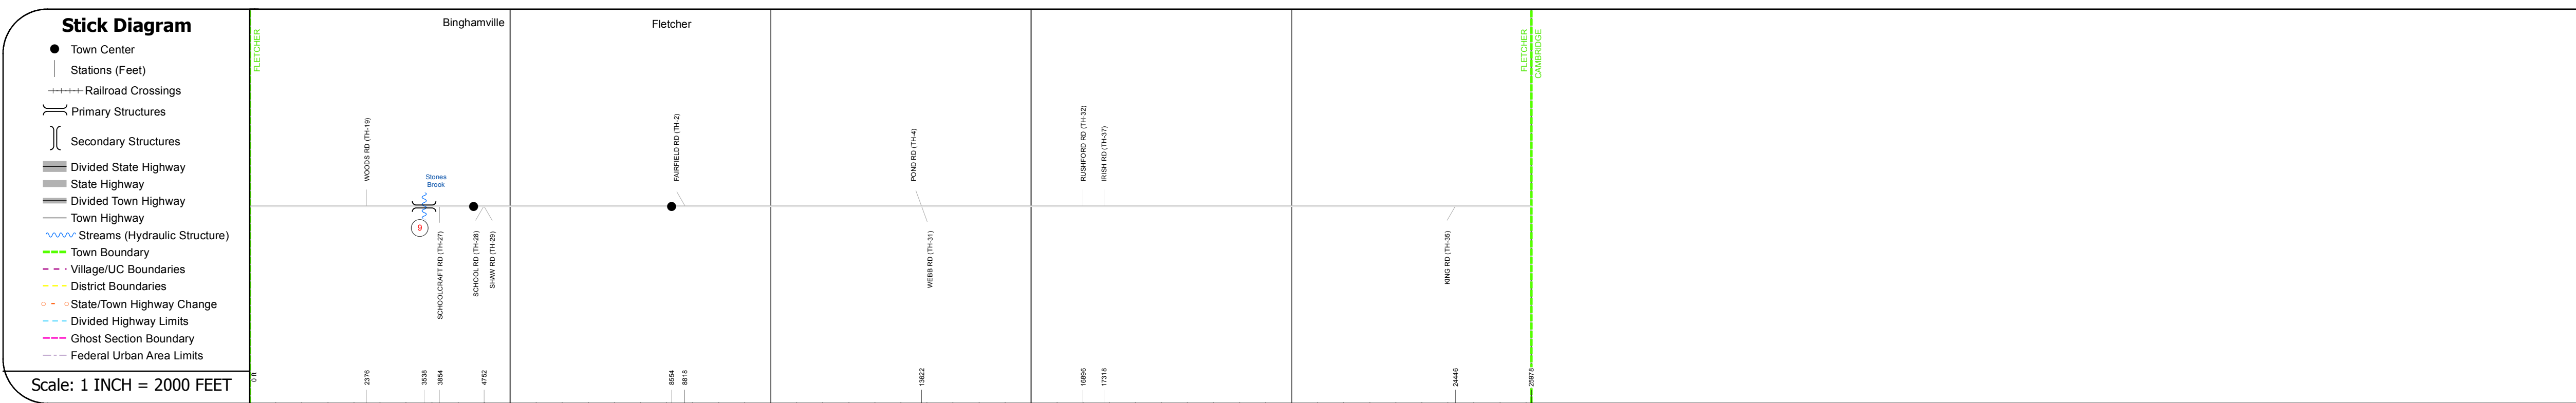 Stick Diagram
Town Center
Stations (Feet)
Railroad Crossings
Primary Structures
Secondary Structures
Divided State Highway
State Highway
Divided Town Highway
Town Highway
Streams (Hydraulic Structure)
Town Boundary
Village/UC Boundaries
District Boundaries
State/Town Highway Change
Divided Highway Limits
Ghost Section Boundary
Federal Urban Area Limits
Scale: 1 INCH = 2000 FEET
Binghamville
Fletcher
FLETCHER
FLETCHER
CAMBRIDGE
WOODS RD (TH-19)
Stones
Brook
9
SCHOOLCRAFT RD (TH-27)
SCHOOL RD (TH-28)
SHAW RD (TH-29)
FAIRFIELD RD (TH-2)
POND RD (TH-4)
WEBB RD (TH-31)
RUSHFORD RD (TH-32)
IRISH RD (TH-37)
KING RD (TH-35)
0 ft
2376
3538
3854
4752
8554
8818
13622
16896
17318
24446
25978